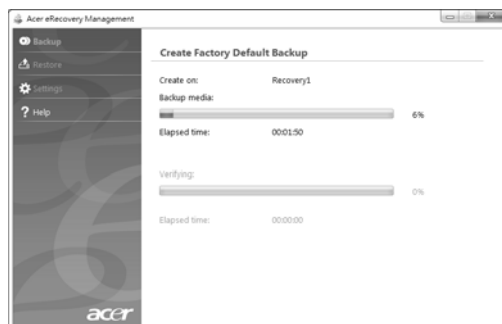 Acer eRecovery Management
Backup
Restore
Settings
? Help
Create Factory Default Backup
Create on: Recovery1
Backup media:
6%
Elapsed time: 00:01:50
Verifying:
0%
Elapsed time: 00:00:00
acer